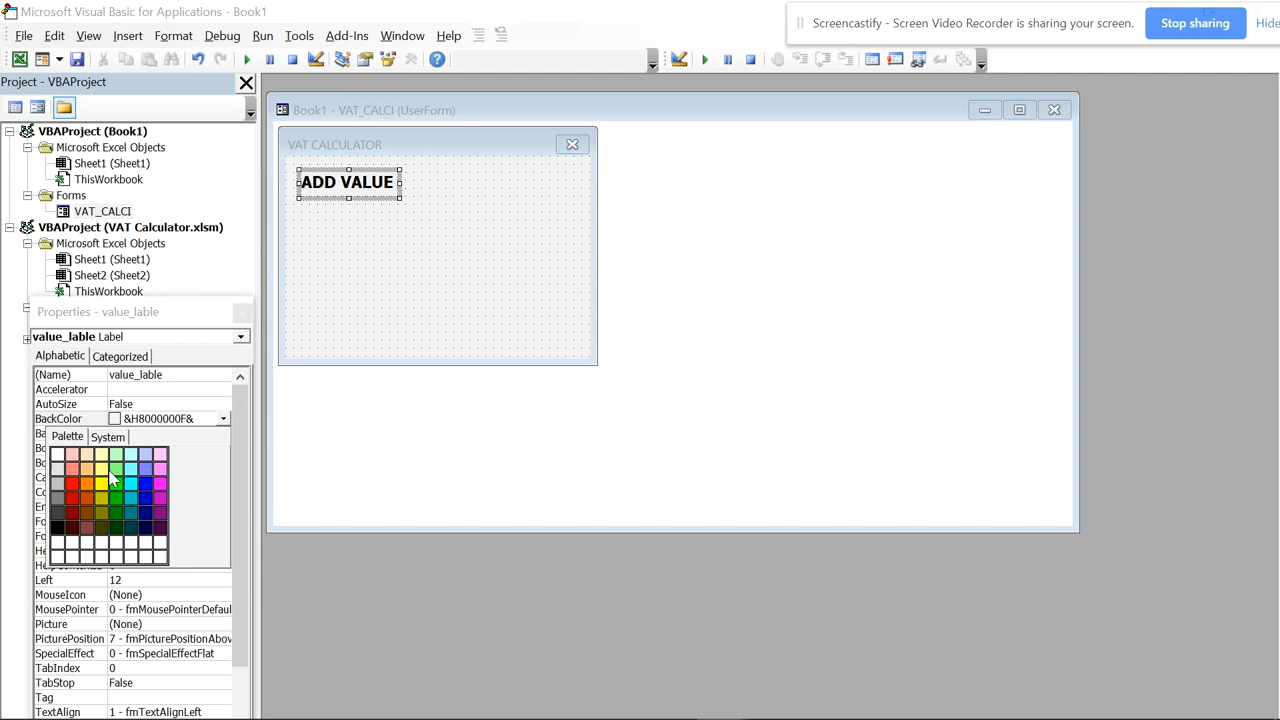 Microsoft Visual Basic for Applications - Book1
Screencastify - Screen Video Recorder is sharing your screen.
Stop sharing
Hide
File Edit View Insert Format Debug Run Tools Add-Ins Window Help
Project - VBAProject
VBAProject (Book1)
Microsoft Excel Objects
Sheet1 (Sheet1)
ThisWorkbook
Forms
VAT_CALCI
VBAProject (VAT Calculator.xlsm)
Microsoft Excel Objects
Sheet1 (Sheet1)
Sheet2 (Sheet2)
ThisWorkbook
Properties - value_lable
value_lable Label
Alphabetic Categorized
(Name) value_lable
Accelerator
AutoSize False
BackColor &H8000000F&
Palette System
Left 12
MouseIcon (None)
MousePointer 0 - fmMousePointerDefaul
Picture (None)
PicturePosition 7 - fmPicturePositionAbov
SpecialEffect 0 - fmSpecialEffectFlat
TabIndex 0
TabStop False
Tag
TextAlign 1 - fmTextAlignLeft
Book1 - VAT_CALCI (UserForm)
VAT CALCULATOR
ADD VALUE